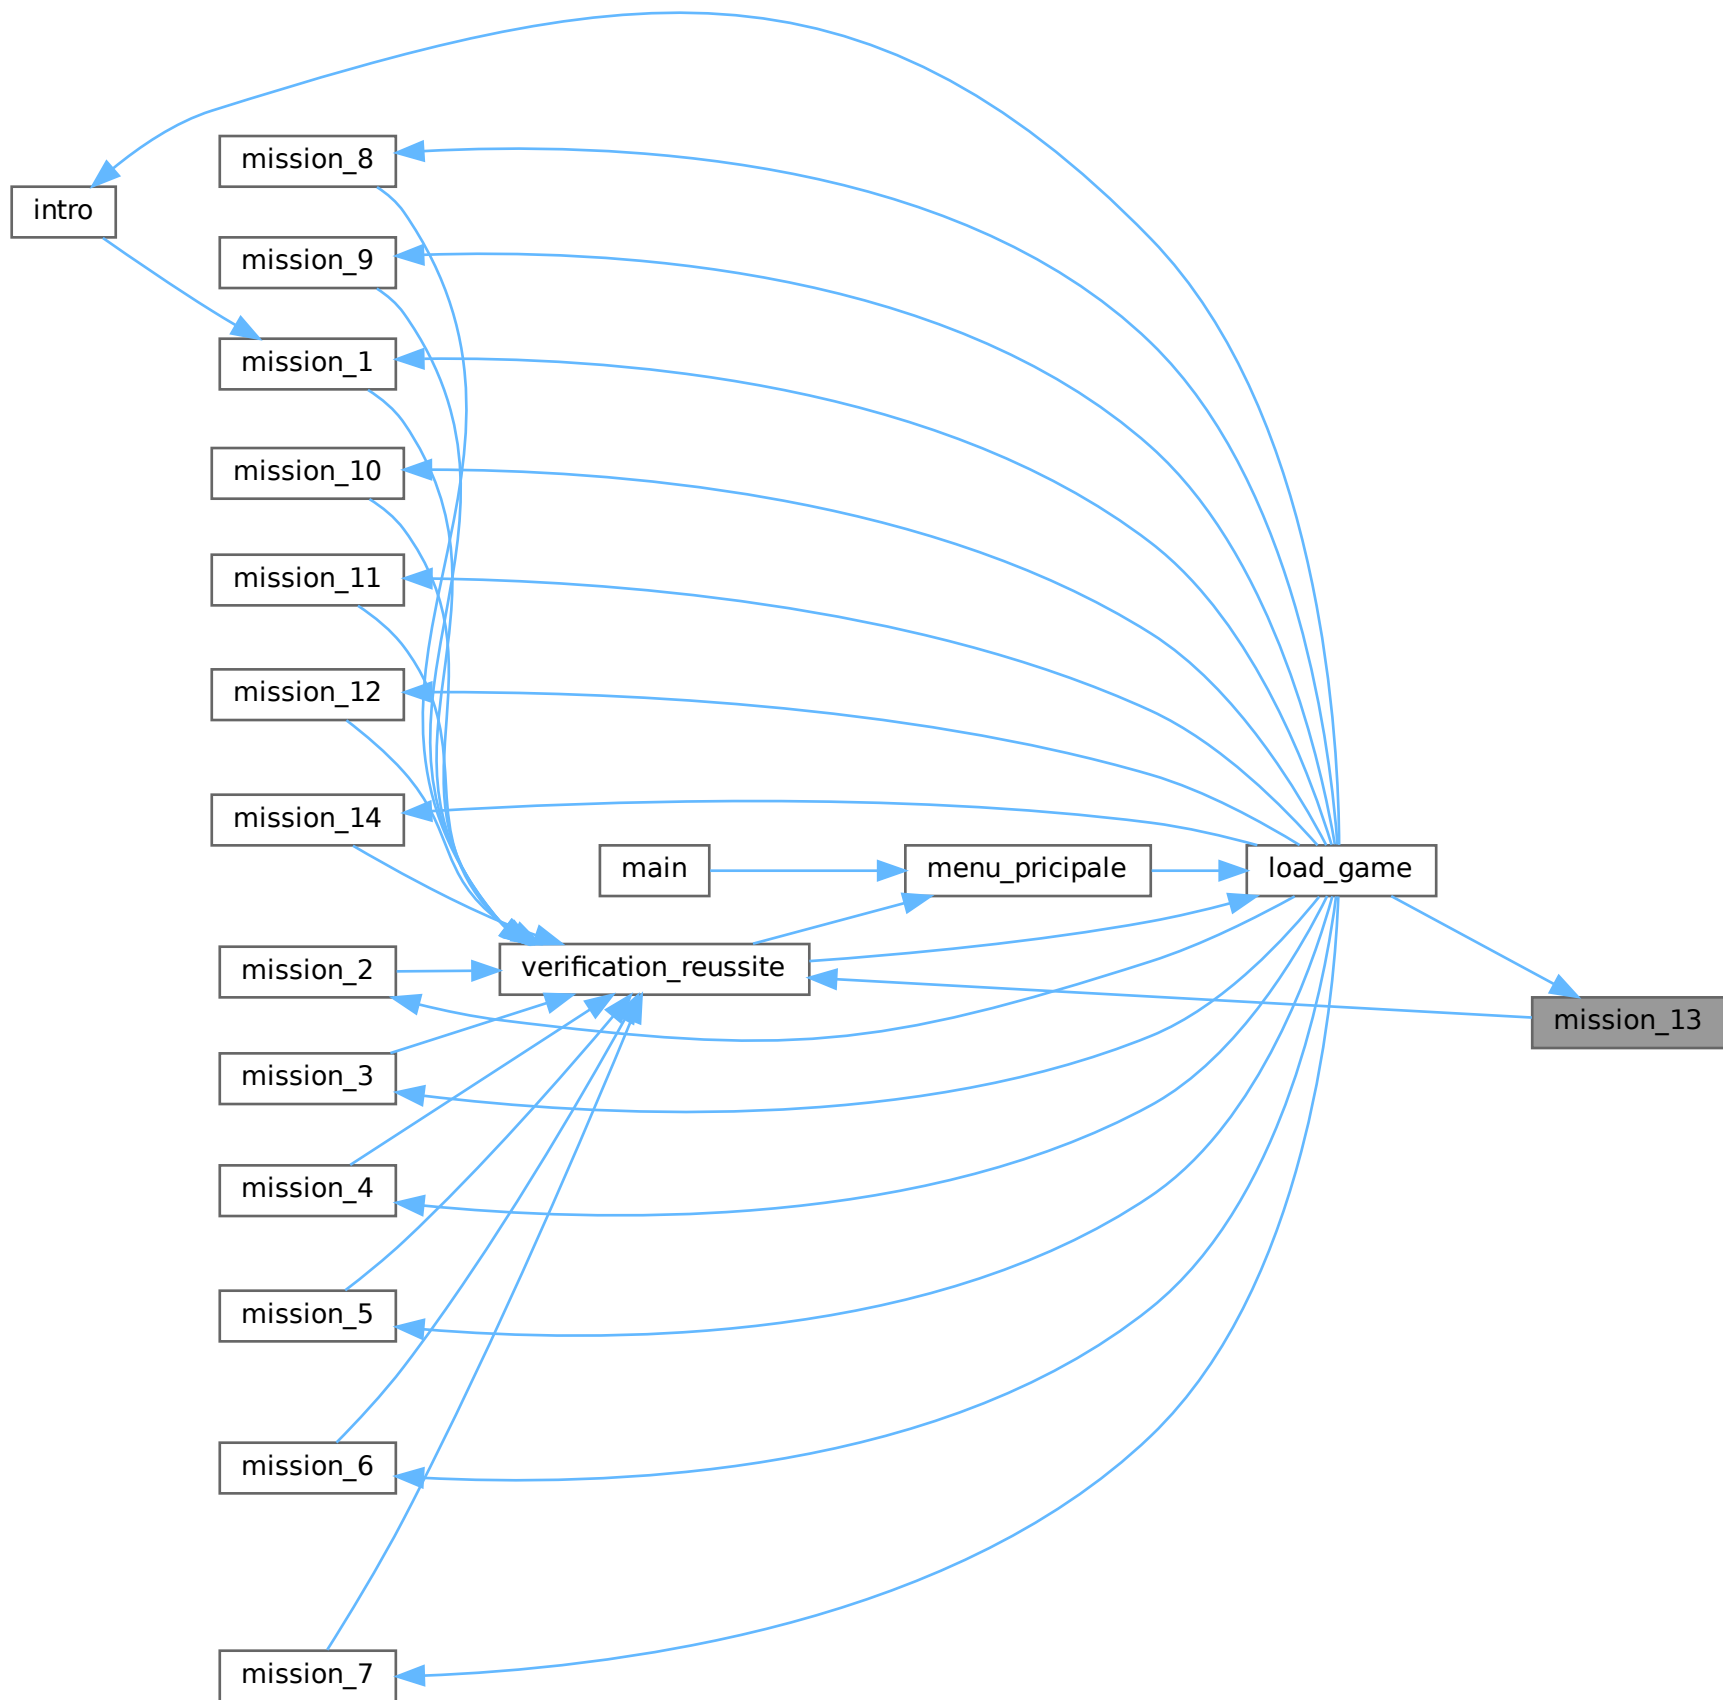 mission_8
intro
mission_9
mission_1
mission_10
mission_11
mission_12
mission_14
main
menu_pricipale
load_game
mission_2
verification_reussite
mission_13
mission_3
mission_4
mission_5
mission_6
mission_7